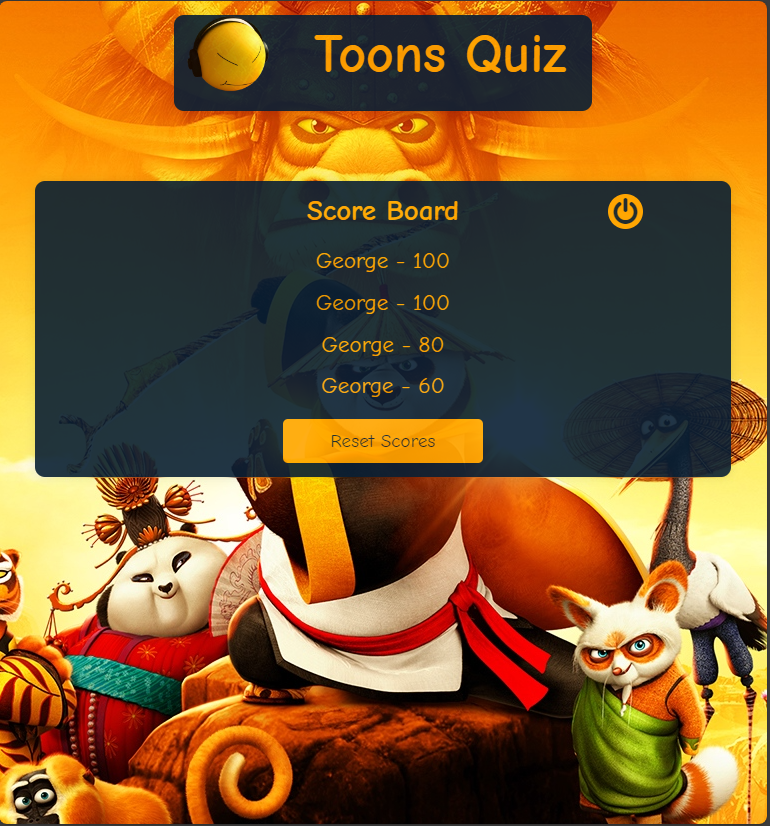 Toons Quiz
Score Board
George - 100
George - 100
George - 80
George - 60
Reset Scores